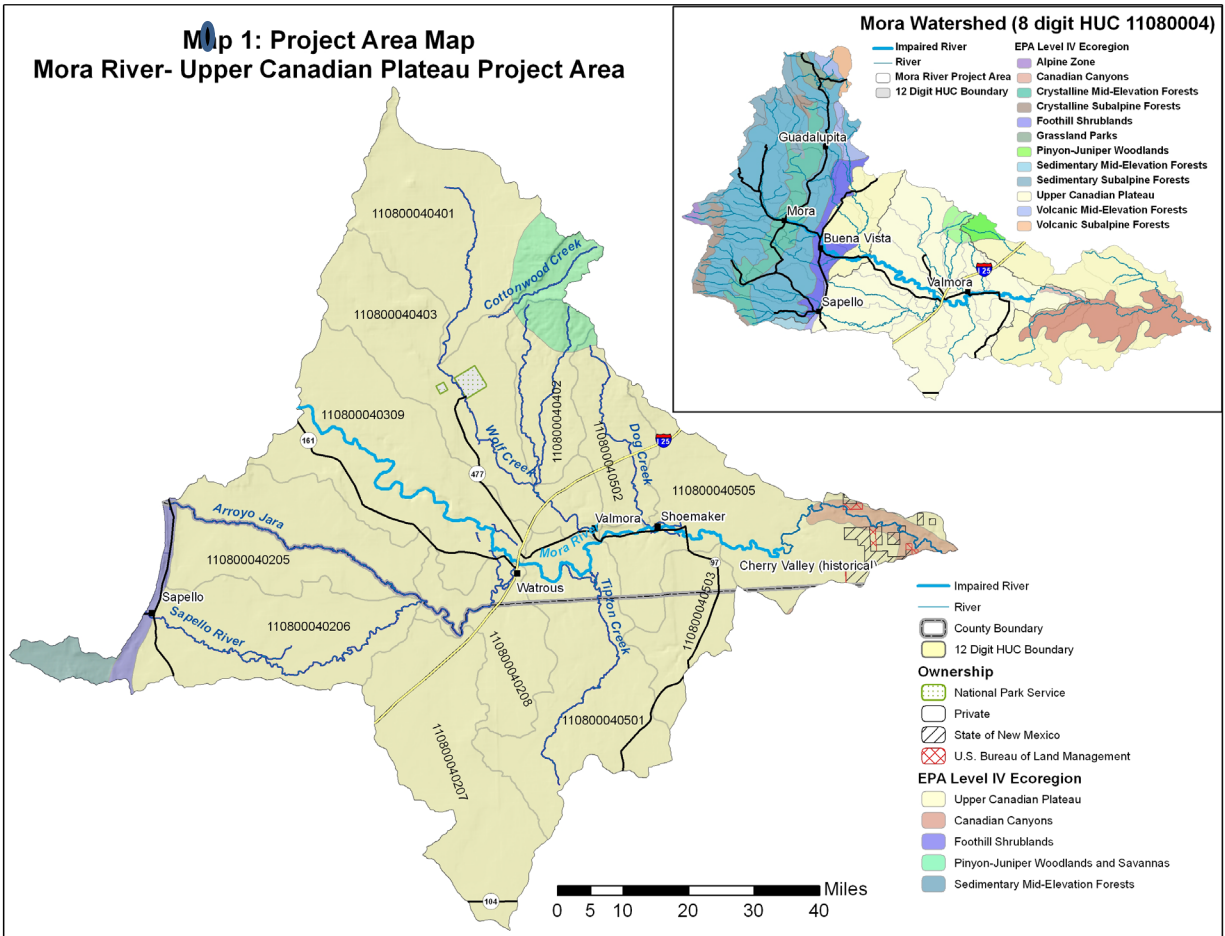 Map 1: Project Area Map
Mora River- Upper Canadian Plateau Project Area
Mora Watershed (8 digit HUC 11080004)
Impaired River
River
Mora River Project Area
12 Digit HUC Boundary
EPA Level IV Ecoregion
Alpine Zone
Canadian Canyons
Crystalline Mid-Elevation Forests
Crystalline Subalpine Forests
Foothill Shrublands
Grassland Parks
Pinyon-Juniper Woodlands
Sedimentary Mid-Elevation Forests
Sedimentary Subalpine Forests
Upper Canadian Plateau
Volcanic Mid-Elevation Forests
Volcanic Subalpine Forests
Guadalupita
Mora
Buena Vista
I 25
Valmora
Sapello
110800040401
Cottonwood Creek
110800040403
110800040402
110800040309
161
477
Wolf Creek
110800040502
Dog Creek
I 25
110800040505
Arroyo Jara
Valmora
Shoemaker
Mora River
110800040205
97
Cherry Valley (historical)
Watrous
Tipton Creek
110800040503
Sapello
Sapello River
110800040206
110800040208
110800040501
110800040207
104
Impaired River
River
County Boundary
12 Digit HUC Boundary
Ownership
National Park Service
Private
State of New Mexico
U.S. Bureau of Land Management
EPA Level IV Ecoregion
Upper Canadian Plateau
Canadian Canyons
Foothill Shrublands
Pinyon-Juniper Woodlands and Savannas
Sedimentary Mid-Elevation Forests
Miles
0 5 10 20 30 40